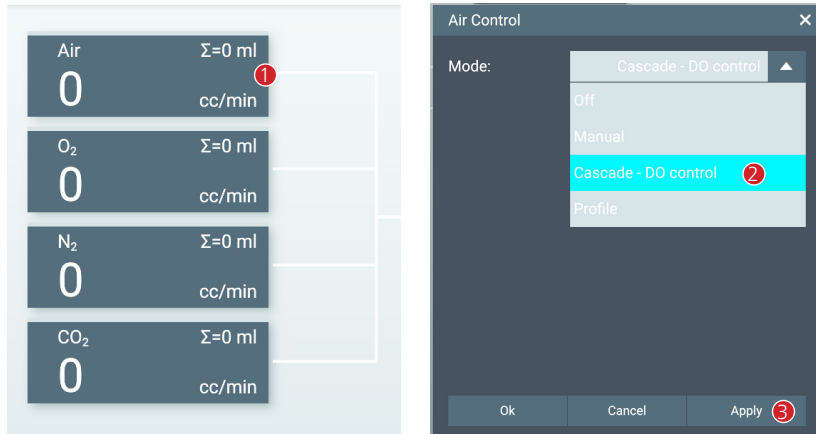 Air Σ=0 ml
0 cc/min
1
O₂ Σ=0 ml
0 cc/min
N₂ Σ=0 ml
0 cc/min
CO₂ Σ=0 ml
0 cc/min
Air Control ×
Mode: Cascade - DO control
Off
Manual
Cascade - DO control 2
Profile
Ok Cancel Apply 3